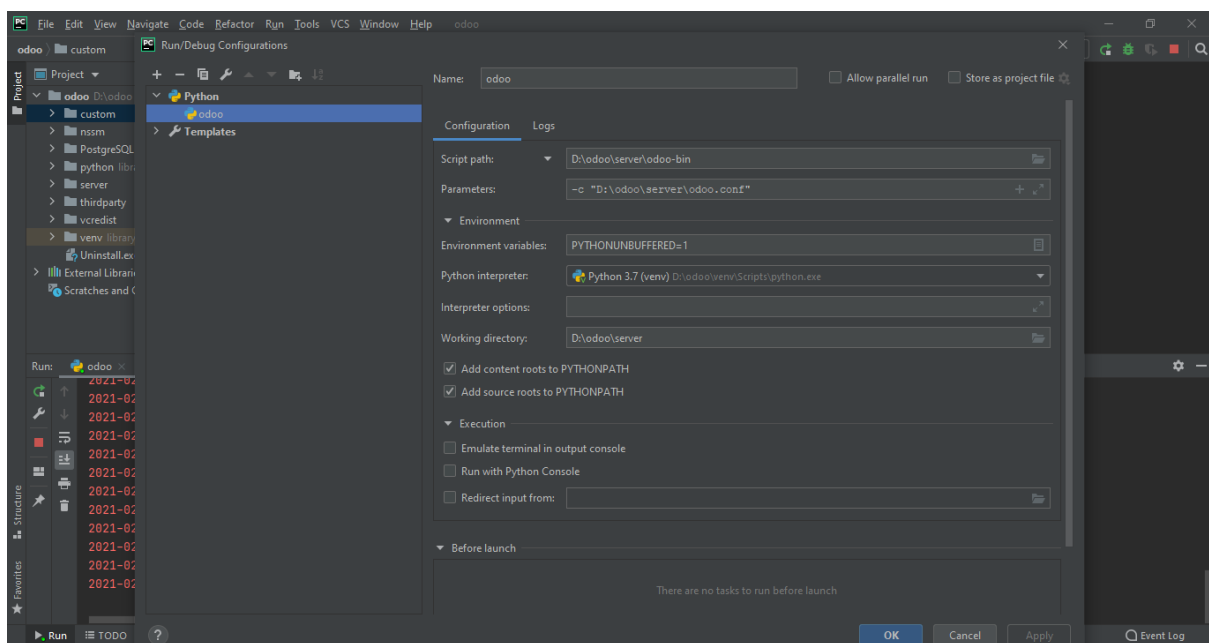 PC File Edit View Navigate Code Refactor Run Tools VCS Window Help odoo
odoo custom
PC Run/Debug Configurations
Project
Project
odoo D:\odoo
custom
nssm
PostgreSQL
python libr
server
thirdparty
vcredist
venv library
Uninstall.ex
External Librari
Scratches and
Python
odoo
Templates
Name: odoo
Allow parallel run Store as project file
Configuration Logs
Script path: D:\odoo\server\odoo-bin
Parameters: -c "D:\odoo\server\odoo.conf"
Environment
Environment variables: PYTHONUNBUFFERED=1
Python interpreter: Python 3.7 (venv) D:\odoo\venv\Scripts\python.exe
Interpreter options:
Working directory: D:\odoo\server
Add content roots to PYTHONPATH
Add source roots to PYTHONPATH
Execution
Emulate terminal in output console
Run with Python Console
Redirect input from:
Before launch
There are no tasks to run before launch
OK Cancel Apply
Run: odoo
2021-02
2021-02
2021-02
2021-02
2021-02
2021-02
2021-02
2021-02
2021-02
2021-02
2021-02
2021-02
Structure
Favorites
Run TODO
?
Event Log